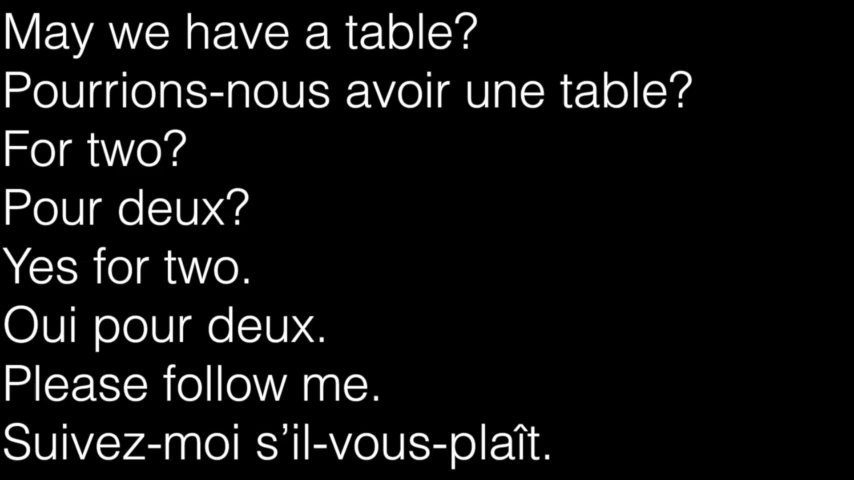 May we have a table?
Pourrions-nous avoir une table?
For two?
Pour deux?
Yes for two.
Oui pour deux.
Please follow me.
Suivez-moi s’il-vous-plaît.